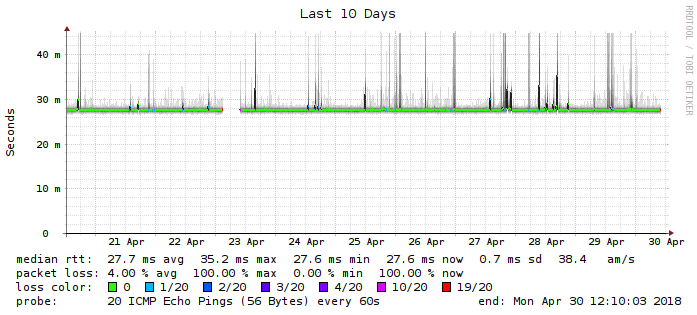 Last 10 Days
RRDTOOL / TOBI OETIKER
Seconds
40 m
30 m
20 m
10 m
0
21 Apr 22 Apr 23 Apr 24 Apr 25 Apr 26 Apr 27 Apr 28 Apr 29 Apr 30 Apr
median rtt: 27.7 ms avg 35.2 ms max 27.6 ms min 27.6 ms now 0.7 ms sd 38.4 am/s
packet loss: 4.00 % avg 100.00 % max 0.00 % min 100.00 % now
loss color: 0 1/20 2/20 3/20 4/20 10/20 19/20
probe: 20 ICMP Echo Pings (56 Bytes) every 60s end: Mon Apr 30 12:10:03 2018